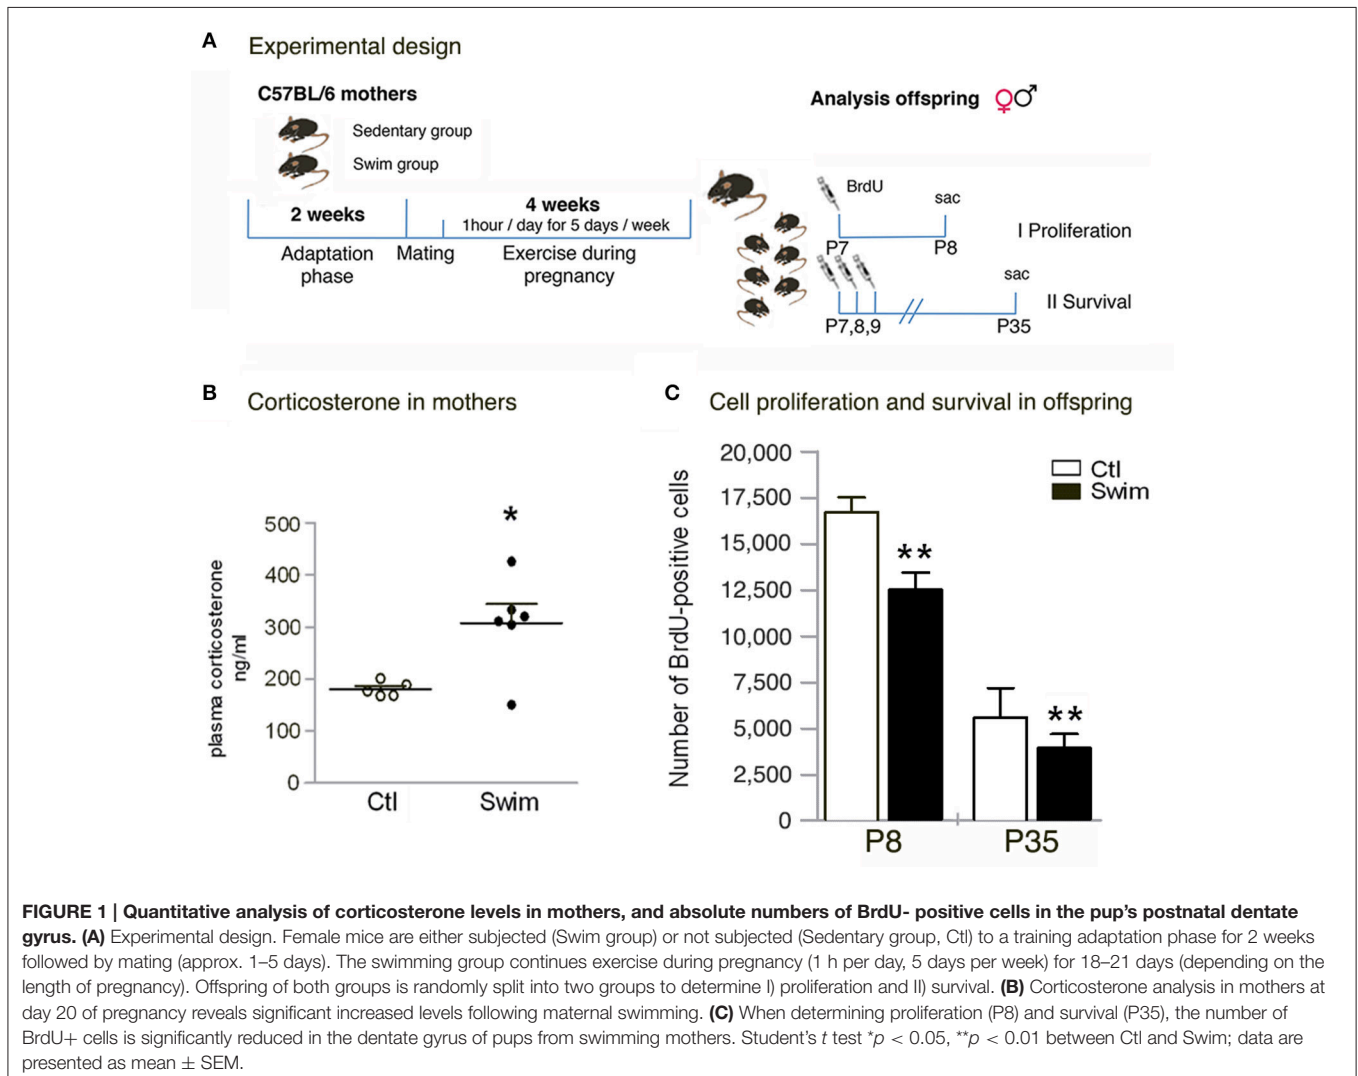 A Experimental design
C57BL/6 mothers
Sedentary group
Swim group
2 weeks
4 weeks
1hour / day for 5 days / week
Adaptation
phase
Mating
Exercise during
pregnancy
Analysis offspring ♀♂
BrdU
sac
P7
P8
I Proliferation
sac
II Survival
P7,8,9
P35
B Corticosterone in mothers
plasma corticosterone
ng/ml
500
400
300
200
100
0
*
Ctl
Swim
C Cell proliferation and survival in offspring
Number of BrdU-positive cells
20,000
17,500
15,000
12,500
10,000
7,500
5,000
2,500
0
Ctl
Swim
**
**
P8
P35
FIGURE 1 | Quantitative analysis of corticosterone levels in mothers, and absolute numbers of BrdU- positive cells in the pup's postnatal dentate
gyrus. (A) Experimental design. Female mice are either subjected (Swim group) or not subjected (Sedentary group, Ctl) to a training adaptation phase for 2 weeks
followed by mating (approx. 1–5 days). The swimming group continues exercise during pregnancy (1 h per day, 5 days per week) for 18–21 days (depending on the
length of pregnancy). Offspring of both groups is randomly split into two groups to determine I) proliferation and II) survival. (B) Corticosterone analysis in mothers at
day 20 of pregnancy reveals significant increased levels following maternal swimming. (C) When determining proliferation (P8) and survival (P35), the number of
BrdU+ cells is significantly reduced in the dentate gyrus of pups from swimming mothers. Student's t test *p < 0.05, **p < 0.01 between Ctl and Swim; data are
presented as mean ± SEM.